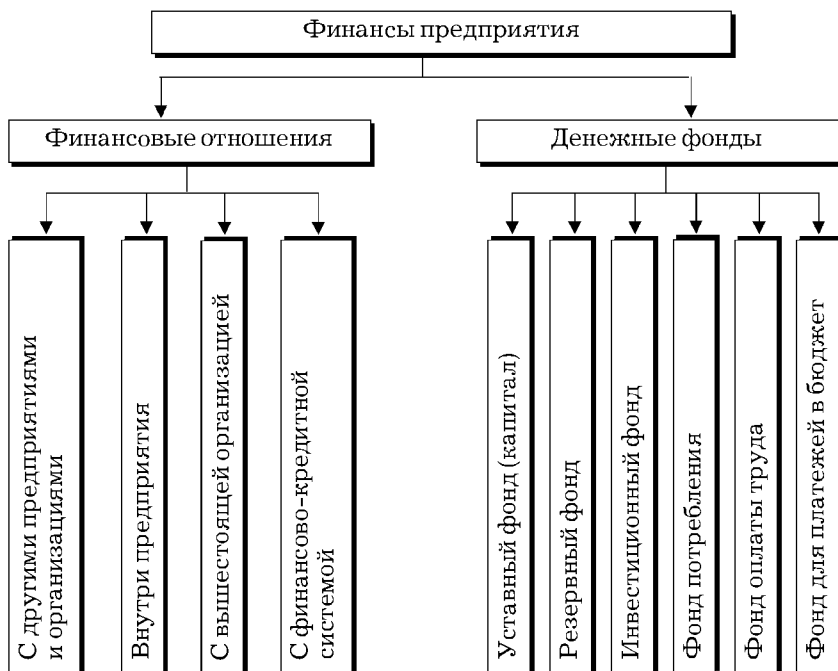 Финансы предприятия
Финансовые отношения
Денежные фонды
С другими предприятиями
и организациями
Внутри предприятия
С вышестоящей организацией
С финансово-кредитной
системой
Уставный фонд (капитал)
Резервный фонд
Инвестиционный фонд
Фонд потребления
Фонд оплаты труда
Фонд для платежей в бюджет